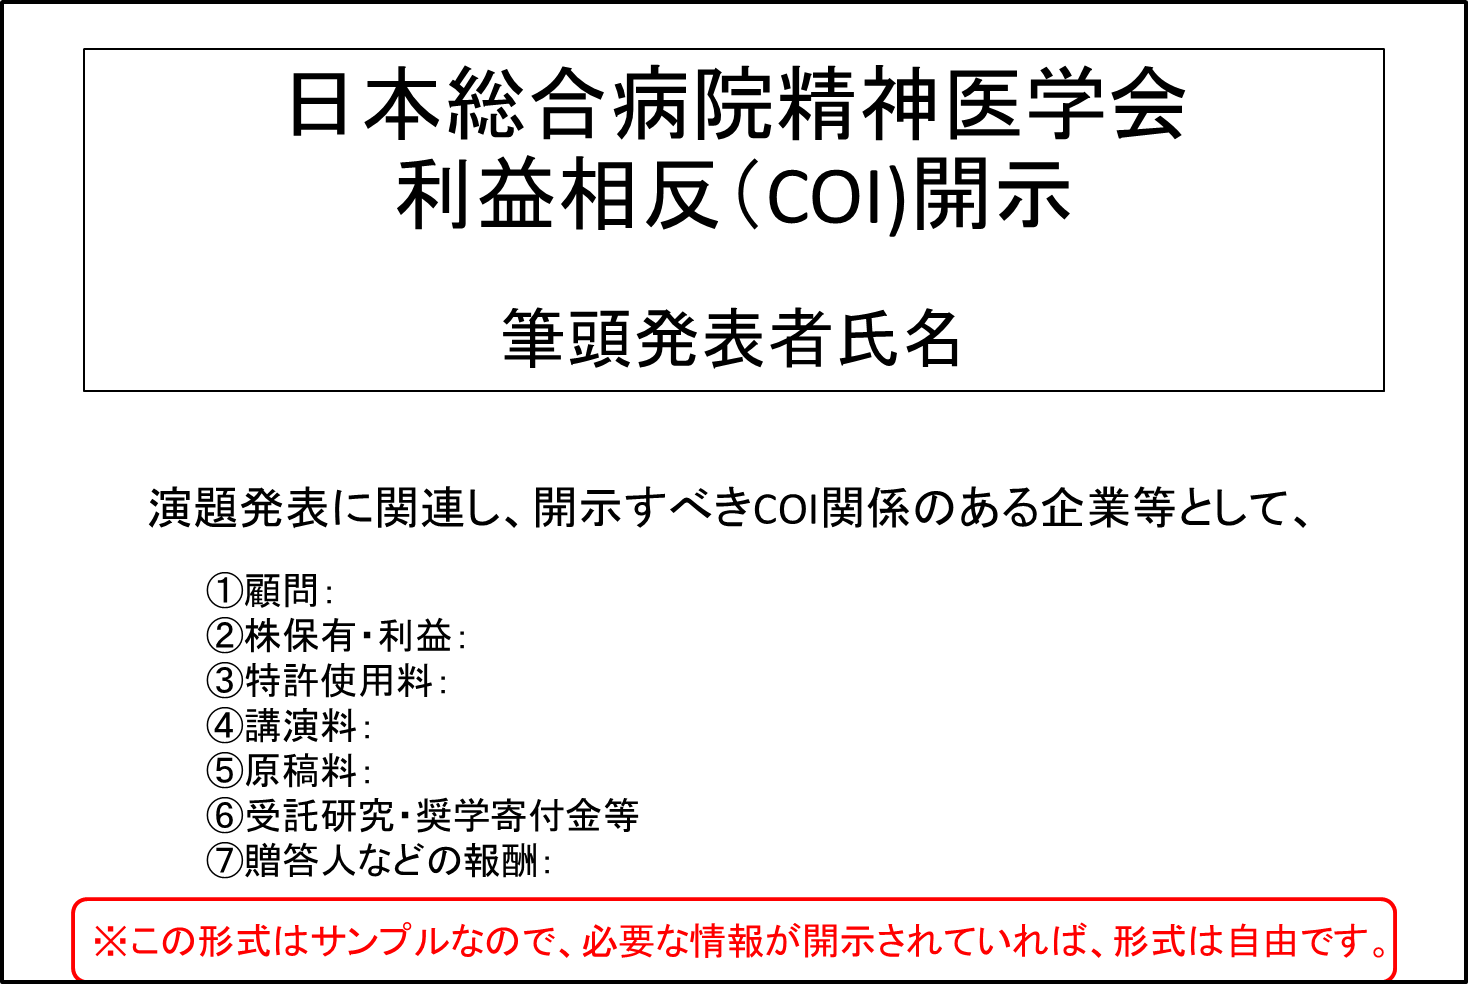 日本総合病院精神医学会
利益相反（COI)開示
筆頭発表者氏名
演題発表に関連し、開示すべきCOI関係のある企業等として、
①顧問：
②株保有・利益：
③特許使用料：
④講演料：
⑤原稿料：
⑥受託研究・奨学寄付金等
⑦贈答人などの報酬：
※この形式はサンプルなので、必要な情報が開示されていれば、形式は自由です。